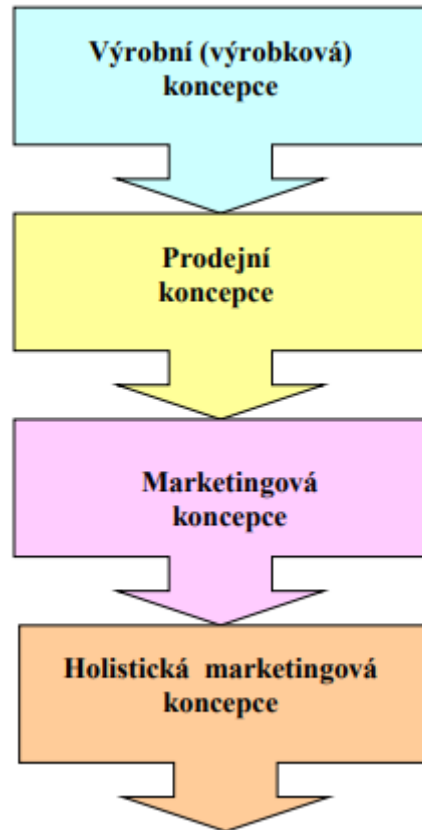 Výrobní (výrobková)
koncepce
Prodejní
koncepce
Marketingová
koncepce
Holistická marketingová
koncepce